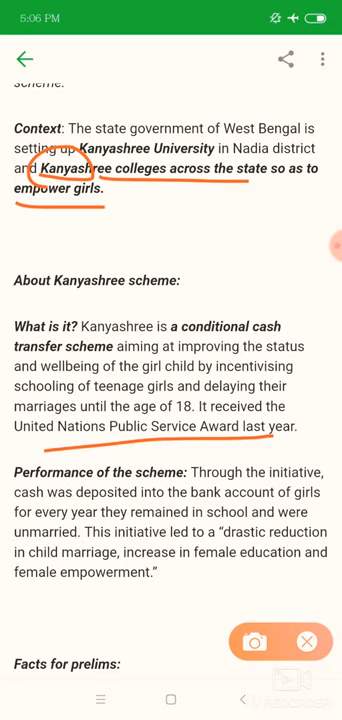 5:06 PM
scheme.
Context: The state government of West Bengal is
setting up Kanyashree University in Nadia district
and Kanyashree colleges across the state so as to
empower girls.
About Kanyashree scheme:
What is it? Kanyashree is a conditional cash
transfer scheme aiming at improving the status
and wellbeing of the girl child by incentivising
schooling of teenage girls and delaying their
marriages until the age of 18. It received the
United Nations Public Service Award last year.
Performance of the scheme: Through the initiative,
cash was deposited into the bank account of girls
for every year they remained in school and were
unmarried. This initiative led to a “drastic reduction
in child marriage, increase in female education and
female empowerment.”
Facts for prelims:
RECORDER